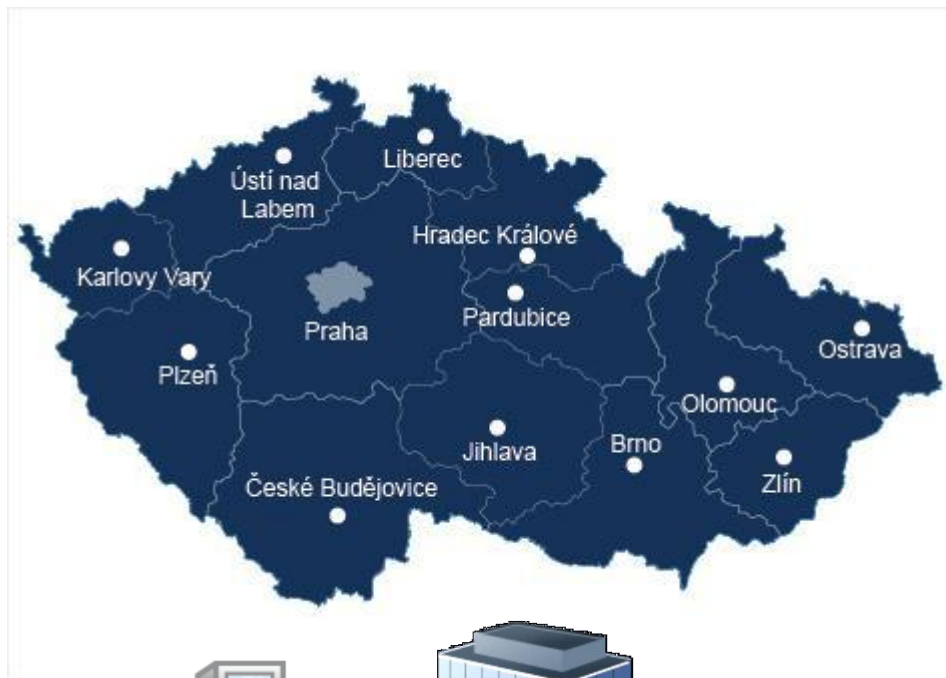 Liberec
Ústí nad
Labem
Hradec Králové
Karlovy Vary
Pardubice
Praha
Ostrava
Plzeň
Olomouc
Brno
Jihlava
Zlín
České Budějovice